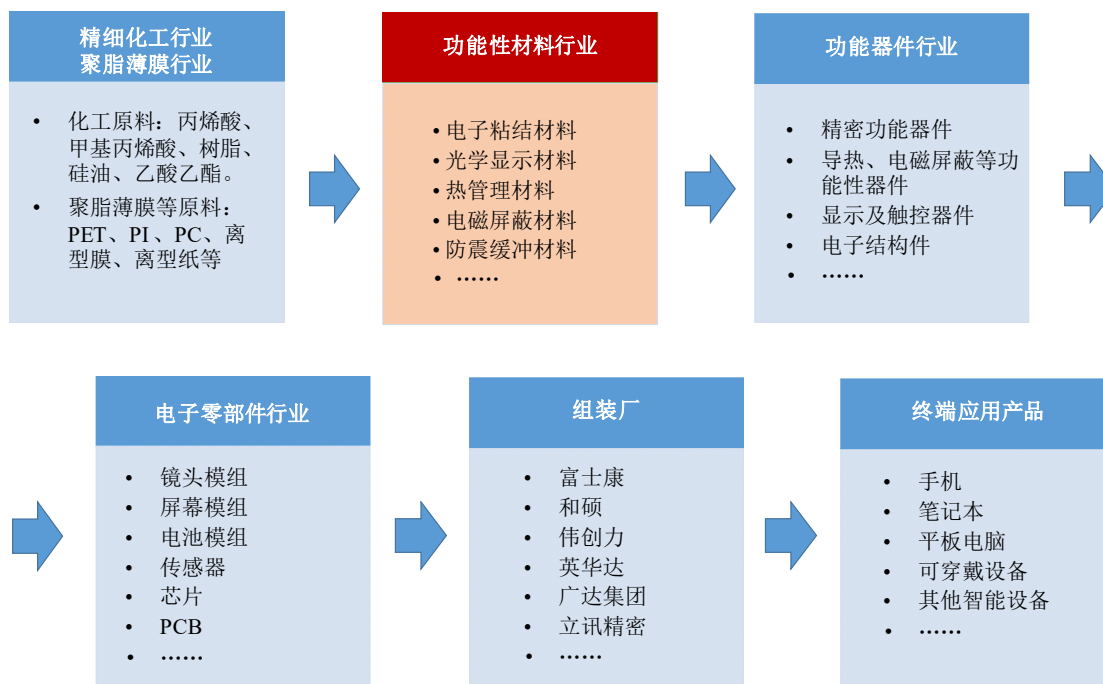 精细化工行业
聚脂薄膜行业
• 化工原料：丙烯酸、
甲基丙烯酸、树脂、
硅油、乙酸乙酯。
• 聚脂薄膜等原料：
PET、PI 、PC、离
型膜、离型纸等
功能性材料行业
• 电子粘结材料
• 光学显示材料
• 热管理材料
• 电磁屏蔽材料
• 防震缓冲材料
• ……
功能器件行业
• 精密功能器件
• 导热、电磁屏蔽等功
能性器件
• 显示及触控器件
• 电子结构件
• ……
电子零部件行业
• 镜头模组
• 屏幕模组
• 电池模组
• 传感器
• 芯片
• PCB
• ……
组装厂
• 富士康
• 和硕
• 伟创力
• 英华达
• 广达集团
• 立讯精密
• ……
终端应用产品
• 手机
• 笔记本
• 平板电脑
• 可穿戴设备
• 其他智能设备
• ……